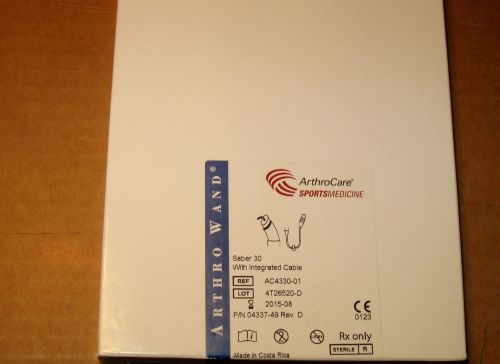 ARTHRO WAND®
ArthroCare®
SPORTSMEDICINE
Saber 30
With Integrated Cable
REF AC4330-01
LOT 4T26520-D
2015-08
P/N 04337-49 Rev. D
CE
0123
Rx only
STERILE R
Made in Costa Rica